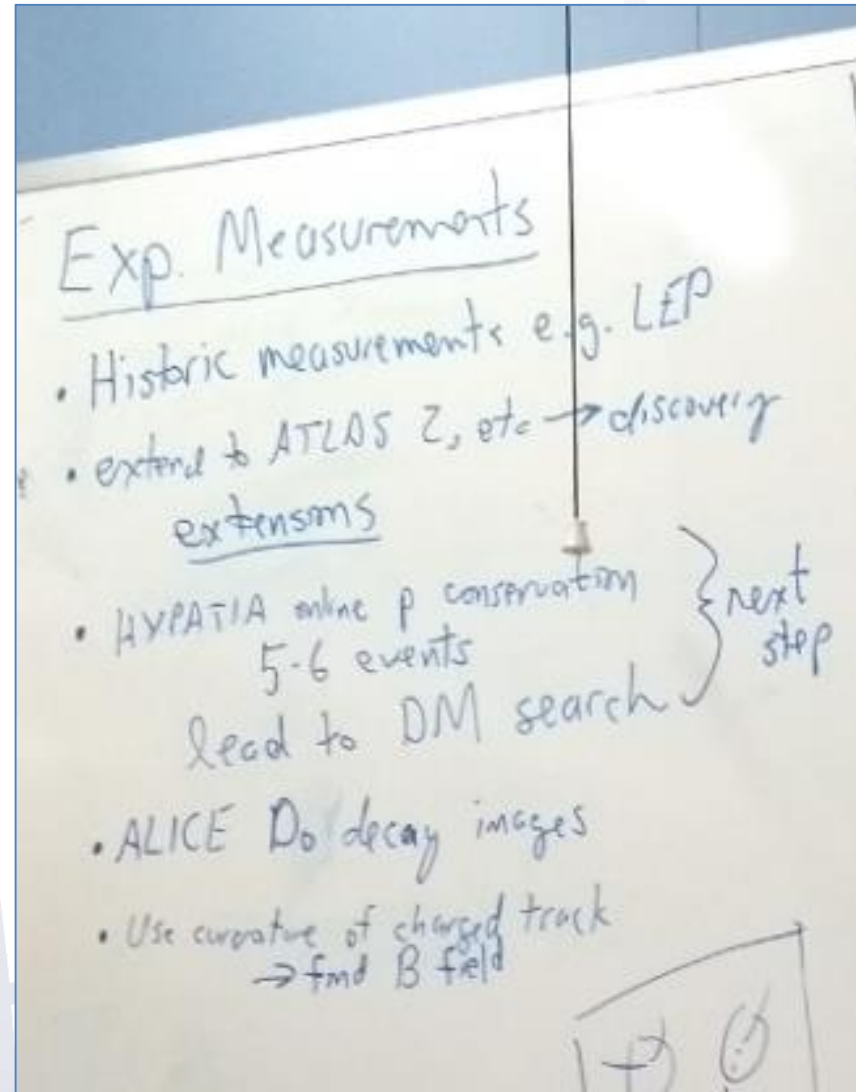 Exp. Measurements
• Historic measurements e.g. LEP
• extend to ATLAS Z, etc → discovery
extensions
• HYPATIA online p conservation
5-6 events
lead to DM search
} next
step
• ALICE Do decay images
• Use curvature of charged track
→ find B field